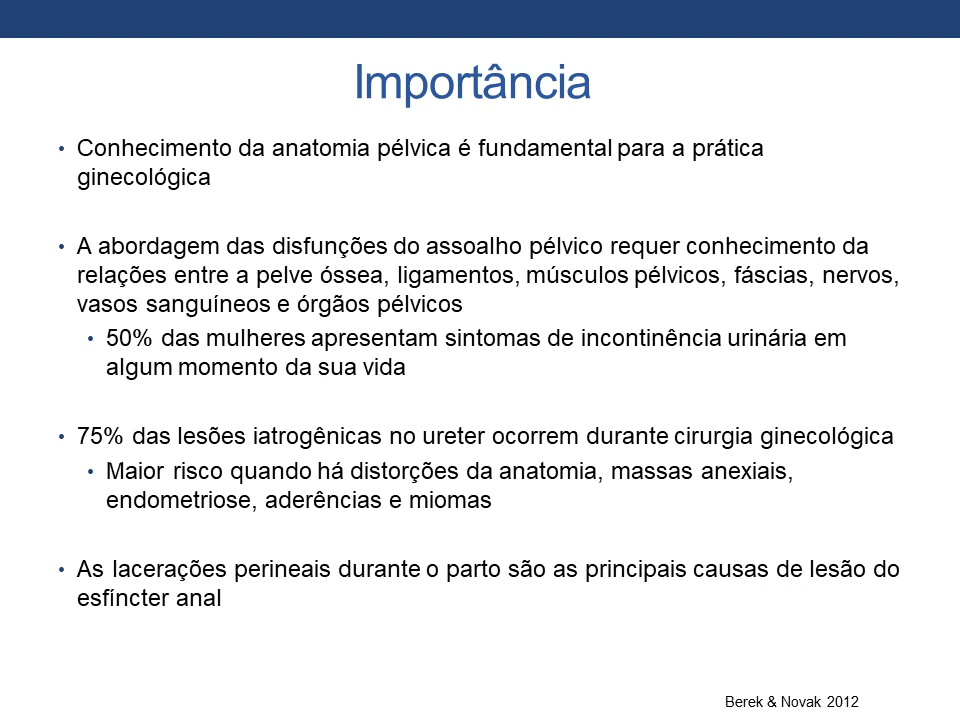 Importância
• Conhecimento da anatomia pélvica é fundamental para a prática
ginecológica
• A abordagem das disfunções do assoalho pélvico requer conhecimento da
relações entre a pelve óssea, ligamentos, músculos pélvicos, fáscias, nervos,
vasos sanguíneos e órgãos pélvicos
• 50% das mulheres apresentam sintomas de incontinência urinária em
algum momento da sua vida
• 75% das lesões iatrogênicas no ureter ocorrem durante cirurgia ginecológica
• Maior risco quando há distorções da anatomia, massas anexiais,
endometriose, aderências e miomas
• As lacerações perineais durante o parto são as principais causas de lesão do
esfíncter anal
Berek & Novak 2012